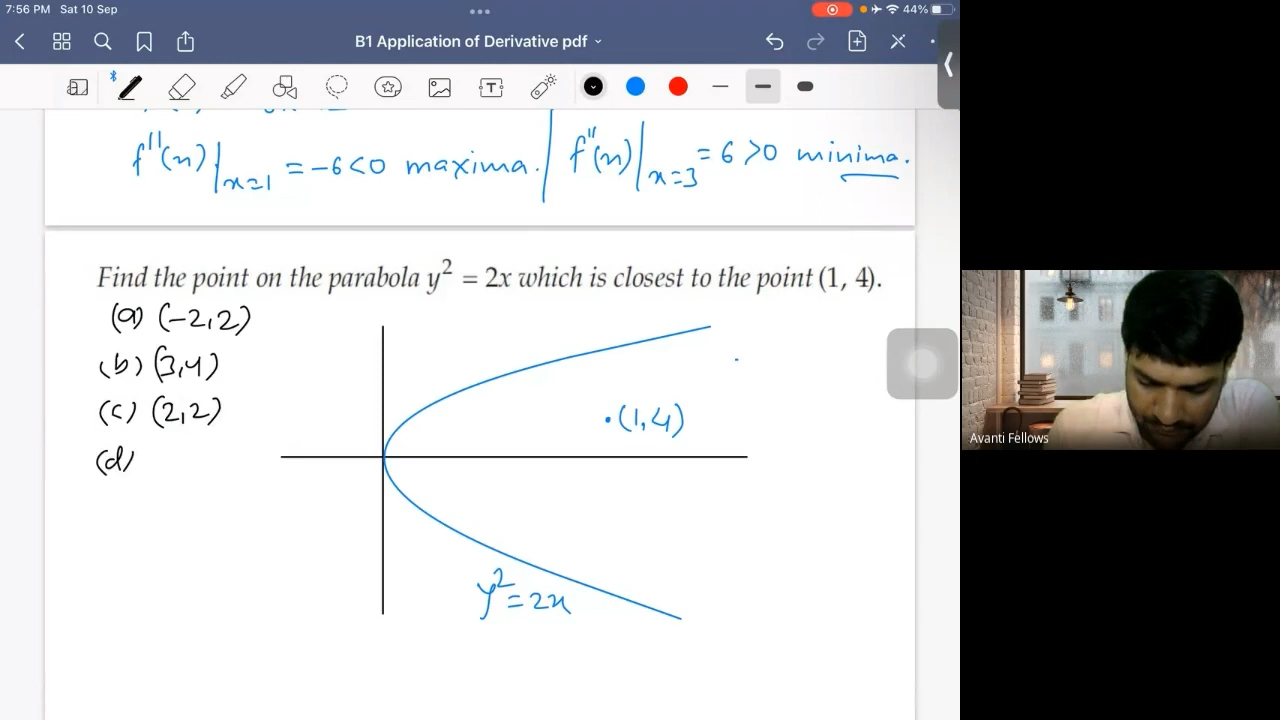 7:56 PM Sat 10 Sep
44%
B1 Application of Derivative pdf
T
f''(x)|x=1 = -6 < 0 maxima. | f''(x)|x=3 = 6 > 0 minima.
Find the point on the parabola y² = 2x which is closest to the point (1, 4).
(a) (-2,2)
(b) (3,4)
(c) (2,2)
(d)
(1,4)
y² = 2x
Avanti Fellows